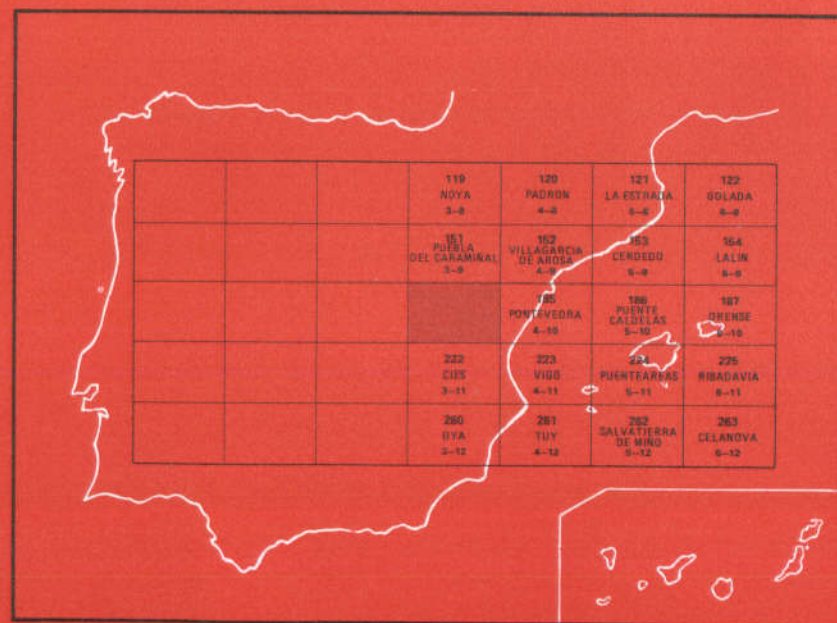 119
NOYA
3-8
120
PADRON
4-8
121
LA ESTRADA
5-8
122
GOLADA
6-8
151
PUEBLA
DEL CARAMIÑAL
3-9
152
VILLAGARCIA
DE AROSA
4-9
153
CERDEDO
5-9
154
LALIN
6-9
185
PONTEVEDRA
4-10
186
PUENTE
CALDELAS
5-10
187
ORENSE
6-10
222
CIES
3-11
223
VIGO
4-11
224
PUENTEAREAS
5-11
225
RIBADAVIA
6-11
260
OYA
3-12
261
TUY
4-12
262
SALVATIERRA
DE MIÑO
5-12
263
CELANOVA
6-12